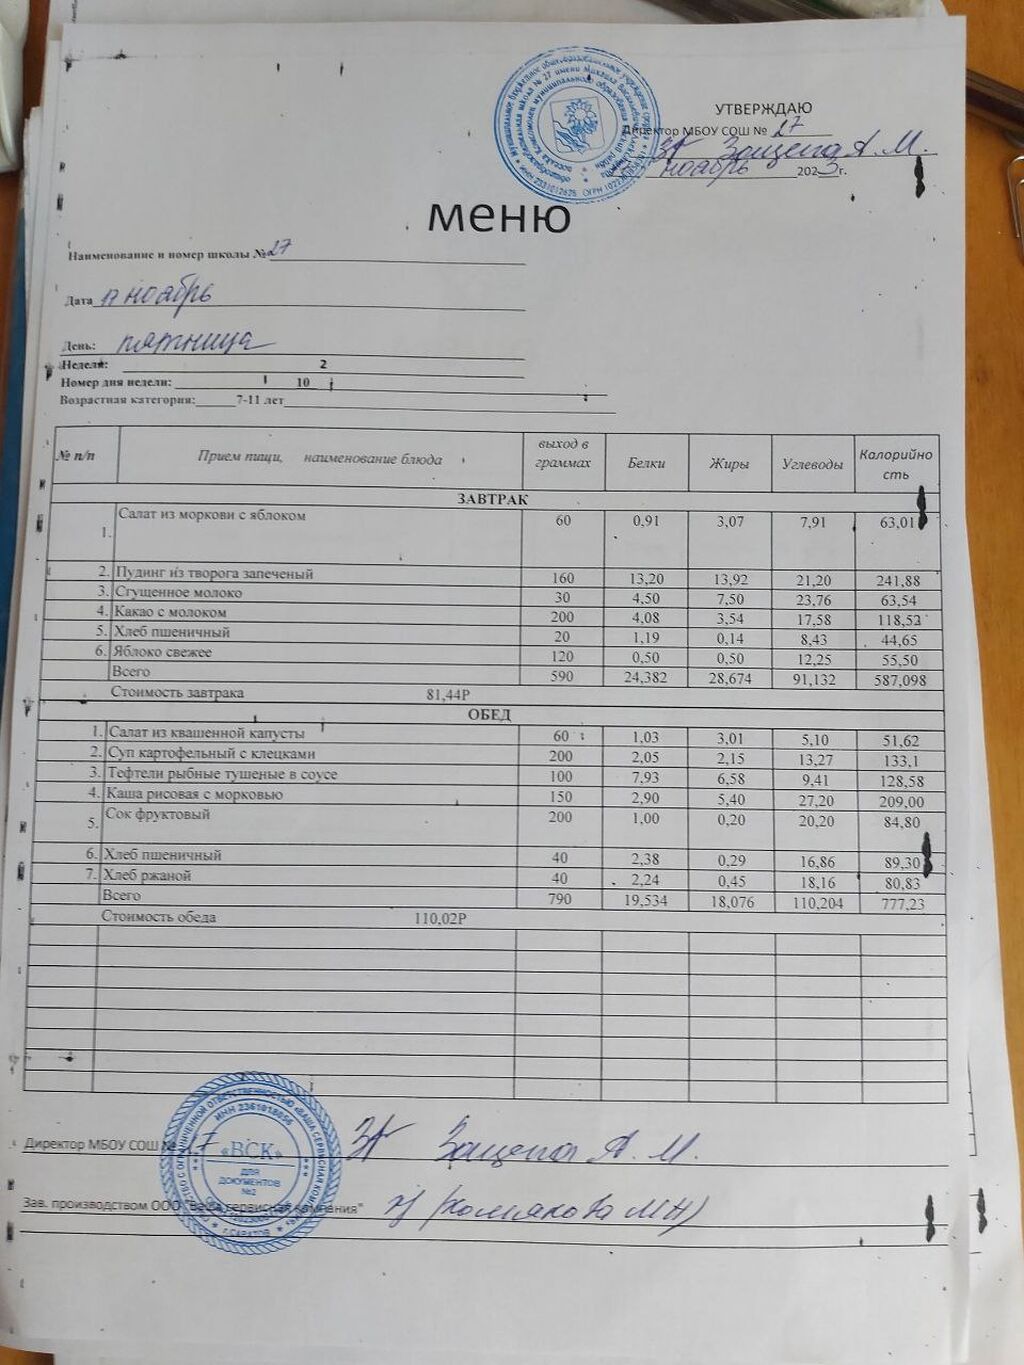 УТВЕРЖДАЮ
Директор МБОУ СОШ № 27
Защепа А. М.
ноябрь 2023г.
меню
Наименование и номер школы № 27
Дата 17 ноябрь
День: пятница
Неделя: 2
Номер дня недели: 10
Возрастная категория: 7-11 лет
№ п/п Прием пищи, наименование блюда выход в граммах Белки Жиры Углеводы Калорийно сть
ЗАВТРАК
1. Салат из моркови с яблоком 60 0,91 3,07 7,91 63,01
2. Пудинг из творога запеченый 160 13,20 13,92 21,20 241,88
3. Сгущенное молоко 30 4,50 7,50 23,76 63,54
4. Какао с молоком 200 4,08 3,54 17,58 118,52
5. Хлеб пшеничный 20 1,19 0,14 8,43 44,65
6. Яблоко свежее 120 0,50 0,50 12,25 55,50
Всего 590 24,382 28,674 91,132 587,098
Стоимость завтрака 81,44Р
ОБЕД
1. Салат из квашенной капусты 60 1,03 3,01 5,10 51,62
2. Суп картофельный с клецками 200 2,05 2,15 13,27 133,1
3. Тефтели рыбные тушеные в соусе 100 7,93 6,58 9,41 128,58
4. Каша рисовая с морковью 150 2,90 5,40 27,20 209,00
5. Сок фруктовый 200 1,00 0,20 20,20 84,80
6. Хлеб пшеничный 40 2,38 0,29 16,86 89,30
7. Хлеб ржаной 40 2,24 0,45 18,16 80,83
Всего 790 19,534 18,076 110,204 777,23
Стоимость обеда 110,02Р
Директор МБОУ СОШ № 27 Защепа А. М.
«ВСК»
ДЛЯ
ДОКУМЕНТОВ
№2
Зав. производством ООО "Ваша сервисная компания"